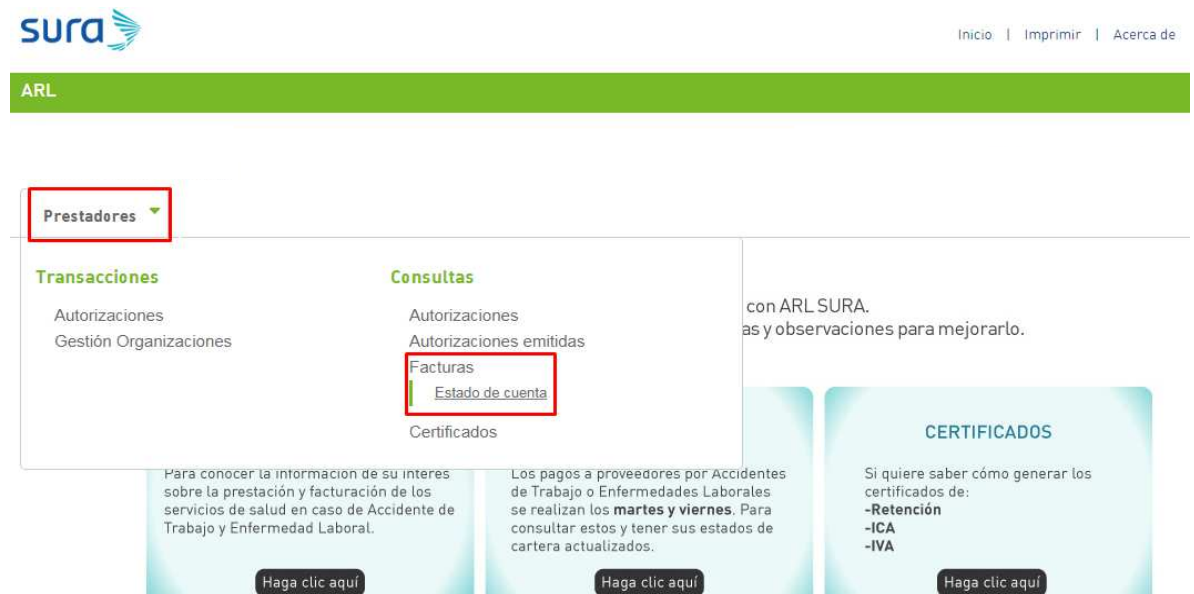 sura
Inicio | Imprimir | Acerca de
ARL
Prestadores
Transacciones
Autorizaciones
Gestión Organizaciones
Consultas
Autorizaciones
Autorizaciones emitidas
Facturas
Estado de cuenta
Certificados
con ARL SURA.
as y observaciones para mejorarlo.
Para conocer la información de su interés
sobre la prestación y facturación de los
servicios de salud en caso de Accidente de
Trabajo y Enfermedad Laboral.
Haga clic aquí
Los pagos a proveedores por Accidentes
de Trabajo o Enfermedades Laborales
se realizan los martes y viernes. Para
consultar estos y tener sus estados de
cartera actualizados.
Haga clic aquí
CERTIFICADOS
Si quiere saber cómo generar los
certificados de:
-Retención
-ICA
-IVA
Haga clic aquí